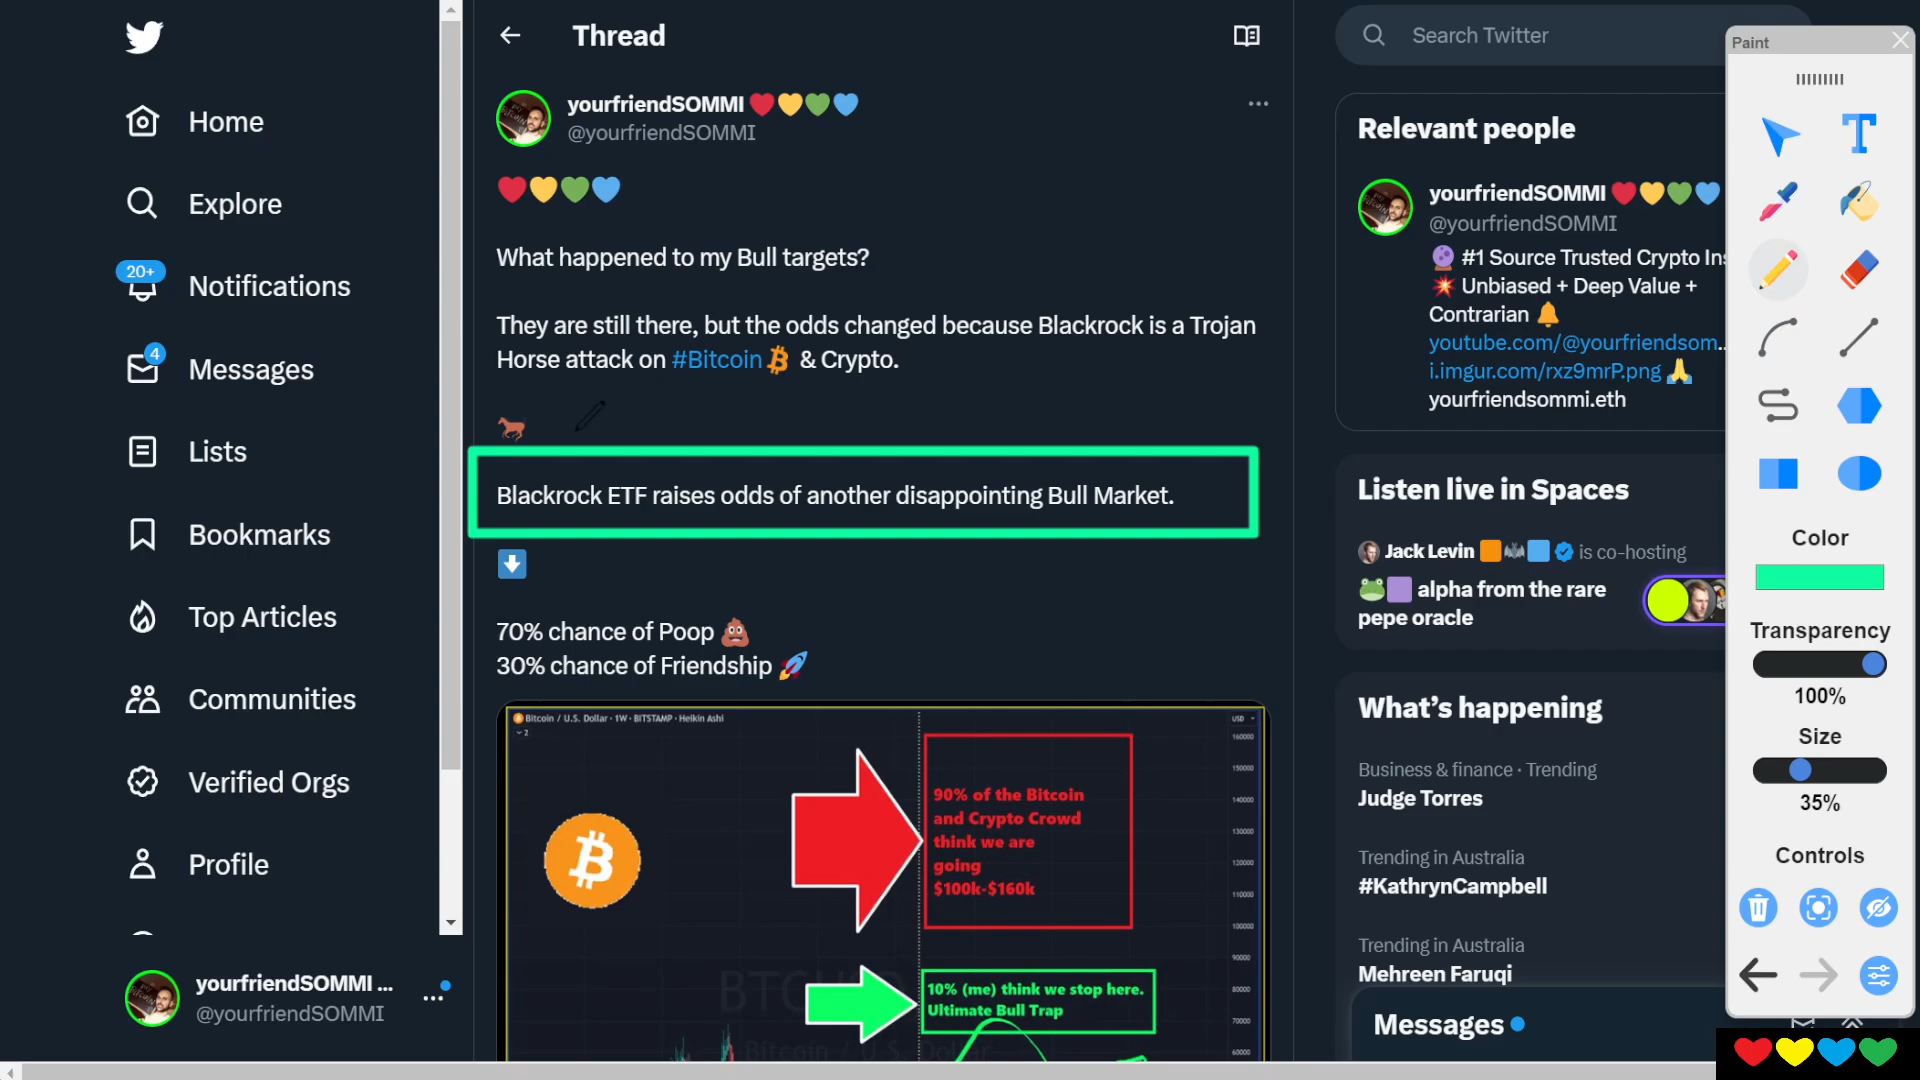 Home
Explore
20+
Notifications
4
Messages
Lists
Bookmarks
Top Articles
Communities
Verified Orgs
Profile
yourfriendSOMMI ...
@yourfriendSOMMI
Thread
yourfriendSOMMI ❤️💛💚💙
@yourfriendSOMMI
❤️💛💚💙
What happened to my Bull targets?
They are still there, but the odds changed because Blackrock is a Trojan
Horse attack on #Bitcoin & Crypto.
Blackrock ETF raises odds of another disappointing Bull Market.
70% chance of Poop 💩
30% chance of Friendship 🚀
Bitcoin / U.S. Dollar · 1W · BITSTAMP · Heikin Ashi
2
USD
160000
150000
140000
130000
120000
110000
100000
90000
80000
70000
60000
90% of the Bitcoin
and Crypto Crowd
think we are
going
$100k-$160k
10% (me) think we stop here.
Ultimate Bull Trap
Bitcoin / U.S. Dollar
Search Twitter
Relevant people
yourfriendSOMMI ❤️💛💚💙
@yourfriendSOMMI
🔮 #1 Source Trusted Crypto Ins
💥 Unbiased + Deep Value +
Contrarian 🔔
youtube.com/@yourfriendsom...
i.imgur.com/rxz9mrP.png 🙏
yourfriendsommi.eth
Listen live in Spaces
Jack Levin 🟧🦇🟦 is co-hosting
🐸🟪 alpha from the rare
pepe oracle
What's happening
Business & finance · Trending
Judge Torres
Trending in Australia
#KathrynCampbell
Trending in Australia
Mehreen Faruqi
Messages
Paint
T
Color
Transparency
100%
Size
35%
Controls